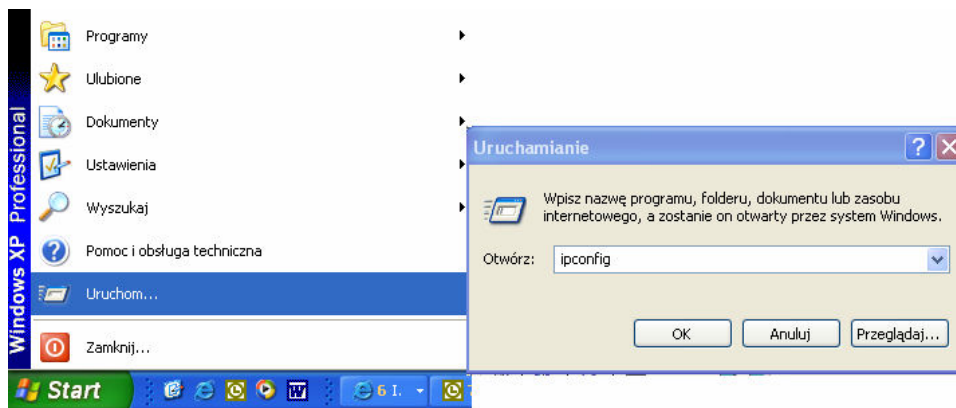 Programy
Ulubione
Dokumenty
Ustawienia
Wyszukaj
Pomoc i obsługa techniczna
Uruchom...
Zamknij...
Windows XP Professional
Start
6 I.
Uruchamianie
Wpisz nazwę programu, folderu, dokumentu lub zasobu
internetowego, a zostanie on otwarty przez system Windows.
Otwórz: ipconfig
OK Anuluj Przeglądaj...